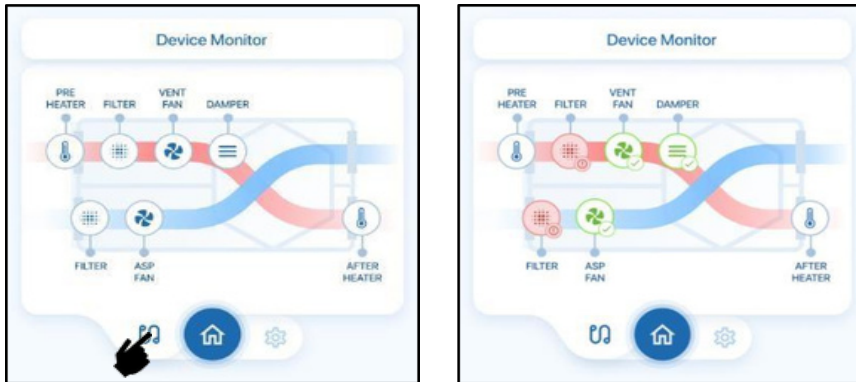 Device Monitor
PRE
HEATER
FILTER
VENT
FAN
DAMPER
FILTER
ASP
FAN
AFTER
HEATER
Device Monitor
PRE
HEATER
FILTER
VENT
FAN
DAMPER
FILTER
ASP
FAN
AFTER
HEATER